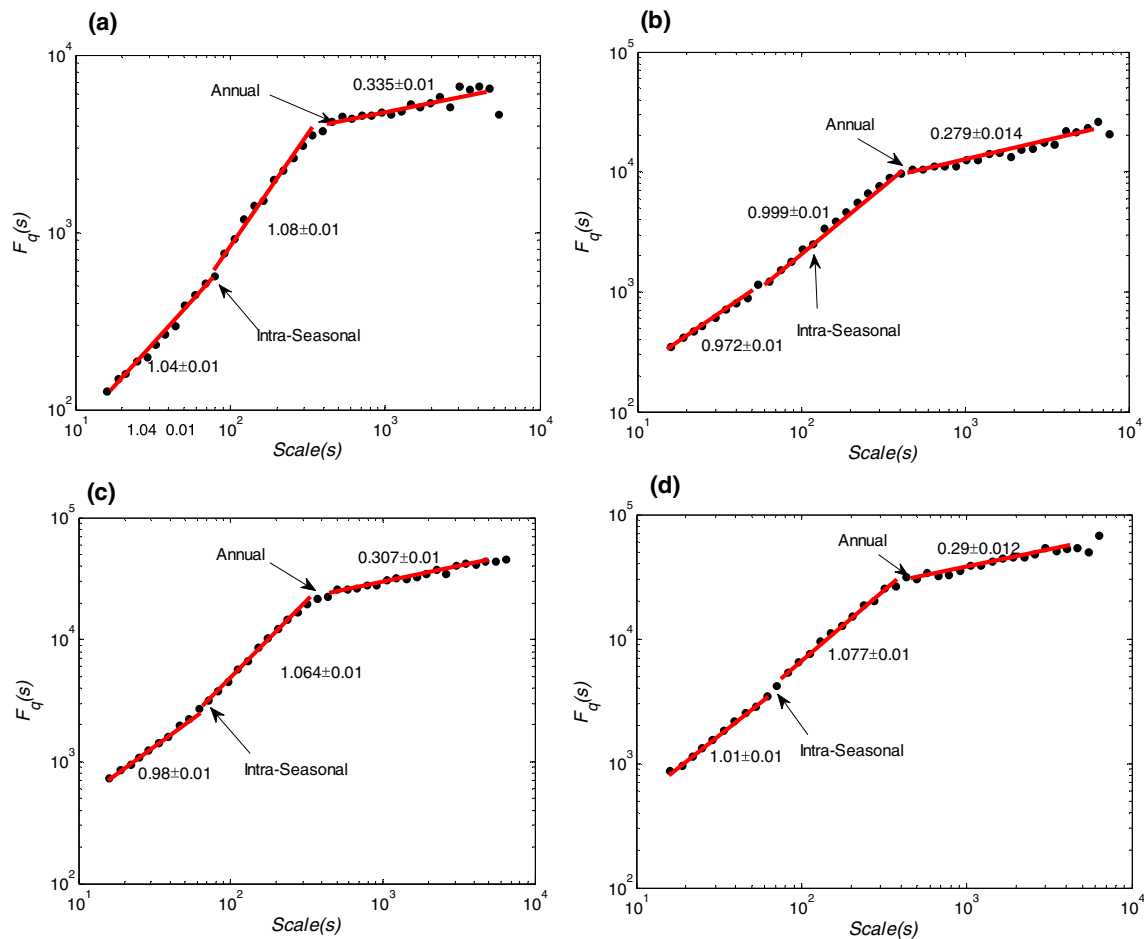 (a)
10^4
Annual
0.335±0.01
F_q(s)
10^3
1.08±0.01
Intra-Seasonal
1.04±0.01
10^2
10^1
1.04 0.01
10^2
10^3
10^4
Scale(s)
(b)
10^5
Annual
0.279±0.014
10^4
F_q(s)
0.999±0.01
10^3
Intra-Seasonal
0.972±0.01
10^2
10^1
10^2
10^3
10^4
Scale(s)
(c)
10^5
Annual
0.307±0.01
F_q(s)
10^4
1.064±0.01
Intra-Seasonal
0.98±0.01
10^3
10^2
10^1
10^2
10^3
10^4
Scale(s)
(d)
10^5
Annual
0.29±0.012
F_q(s)
10^4
1.077±0.01
Intra-Seasonal
1.01±0.01
10^3
10^2
10^1
10^2
10^3
10^4
Scale(s)